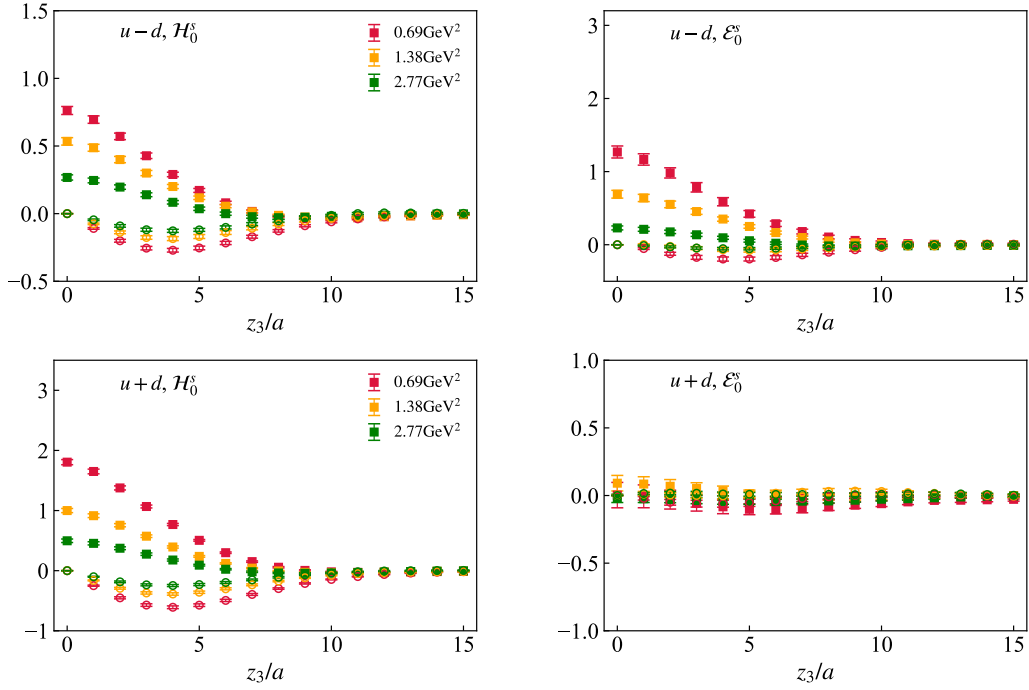 u−d, ℋ₀ˢ
0.69GeV²
1.38GeV²
2.77GeV²
1.5
1.0
0.5
0.0
−0.5
0 5 10 15
z₃/a
u−d, ℰ₀ˢ
3
2
1
0
0 5 10 15
z₃/a
u+d, ℋ₀ˢ
0.69GeV²
1.38GeV²
2.77GeV²
3
2
1
0
−1
0 5 10 15
z₃/a
u+d, ℰ₀ˢ
1.0
0.5
0.0
−0.5
−1.0
0 5 10 15
z₃/a